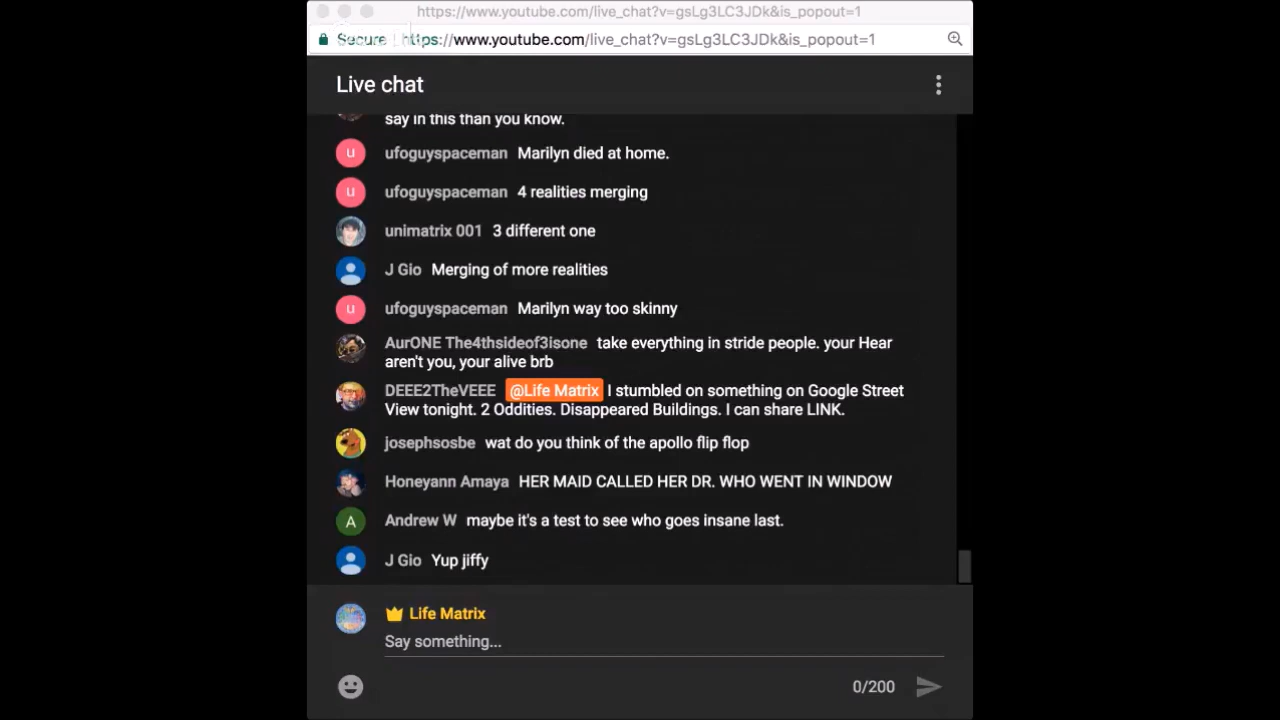 https://www.youtube.com/live_chat?v=gsLg3LC3JDk&is_popout=1
Secure https://www.youtube.com/live_chat?v=gsLg3LC3JDk&is_popout=1
Live chat
say in this than you know.
u ufoguyspaceman Marilyn died at home.
u ufoguyspaceman 4 realities merging
unimatrix 001 3 different one
J Gio Merging of more realities
u ufoguyspaceman Marilyn way too skinny
AurONE The4thsideof3isone take everything in stride people. your Hear
aren't you, your alive brb
DEEE2TheVEEE @Life Matrix I stumbled on something on Google Street
View tonight. 2 Oddities. Disappeared Buildings. I can share LINK.
josephsosbe wat do you think of the apollo flip flop
Honeyann Amaya HER MAID CALLED HER DR. WHO WENT IN WINDOW
A Andrew W maybe it's a test to see who goes insane last.
J Gio Yup jiffy
Life Matrix
Say something...
0/200